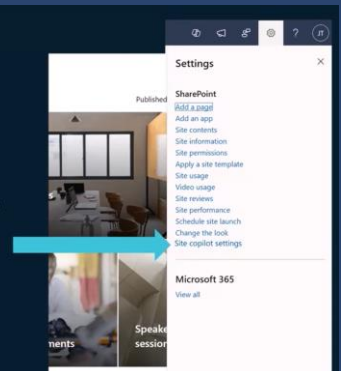 ? JT
Settings
SharePoint
Published
Add a page
Add an app
Site contents
Site information
Site permissions
Apply a site template
Site usage
Video usage
Site reviews
Site performance
Schedule site launch
Change the look
Site copilot settings
Microsoft 365
View all
Speake
ments
session